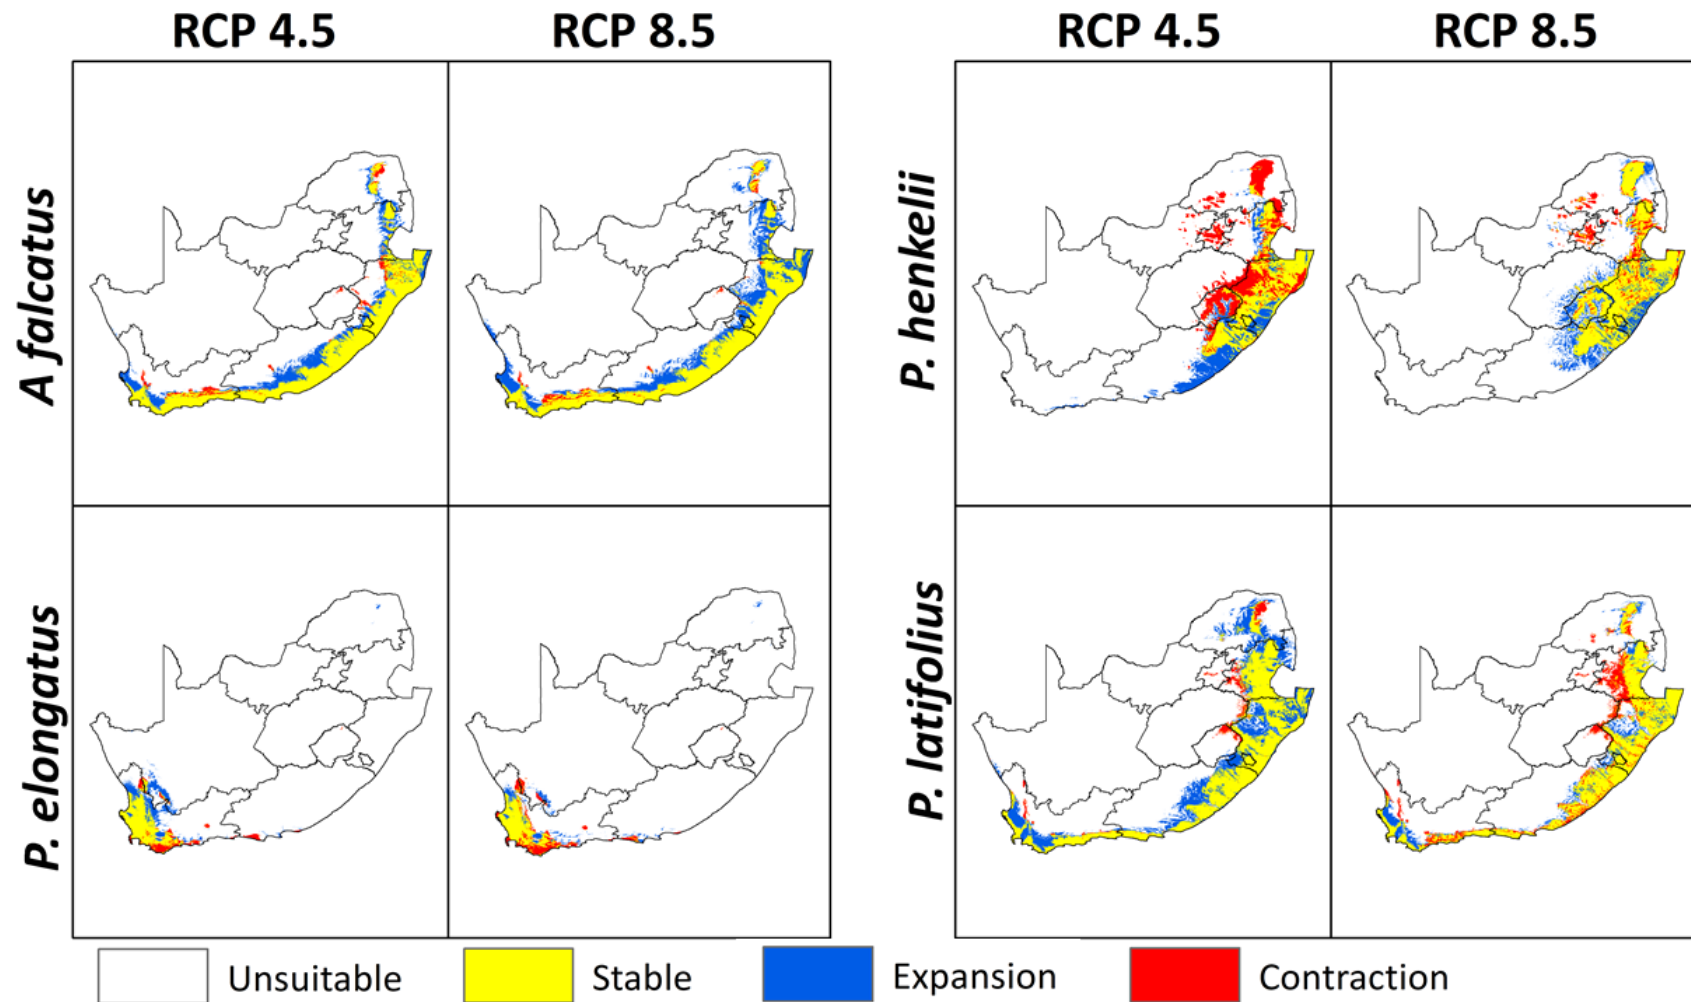 RCP 4.5 RCP 8.5 RCP 4.5 RCP 8.5
A falcatus
P. henkelii
P. elongatus
P. latifolius
Unsuitable Stable Expansion Contraction